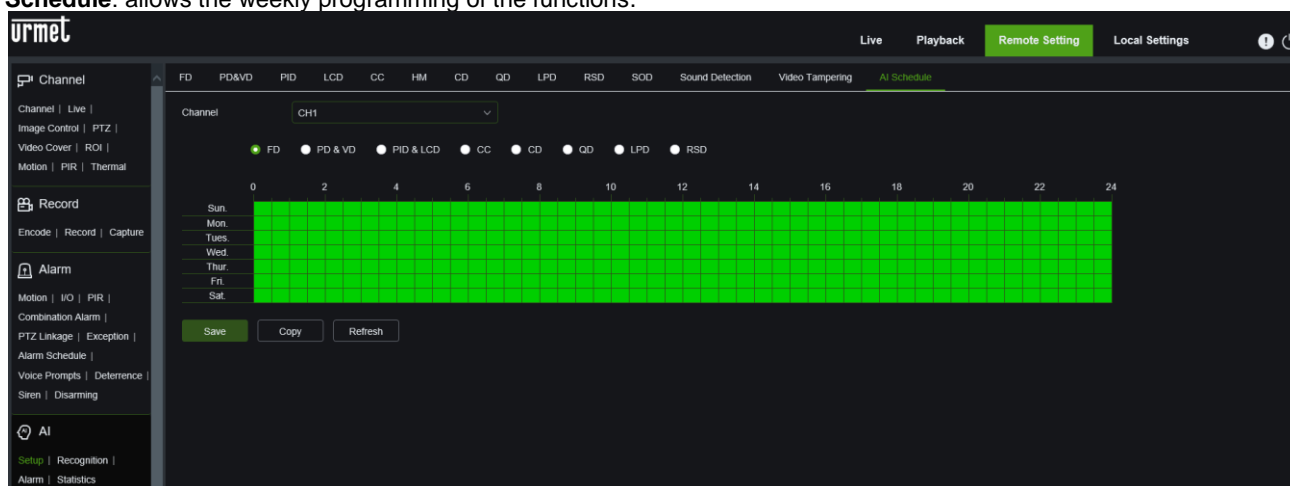 Schedule: allows the weekly programming of the functions.
urmet
Live Playback Remote Setting Local Settings
Channel
Channel | Live |
Image Control | PTZ |
Video Cover | ROI |
Motion | PIR | Thermal
Record
Encode | Record | Capture
Alarm
Motion | I/O | PIR |
Combination Alarm |
PTZ Linkage | Exception |
Alarm Schedule |
Voice Prompts | Deterrence |
Siren | Disarming
AI
Setup | Recognition |
Alarm | Statistics
FD PD&VD PID LCD CC HM CD QD LPD RSD SOD Sound Detection Video Tampering AI Schedule
Channel CH1
FD PD & VD PID & LCD CC CD QD LPD RSD
0 2 4 6 8 10 12 14 16 18 20 22 24
Sun.
Mon.
Tues.
Wed.
Thur.
Fri.
Sat.
Save Copy Refresh